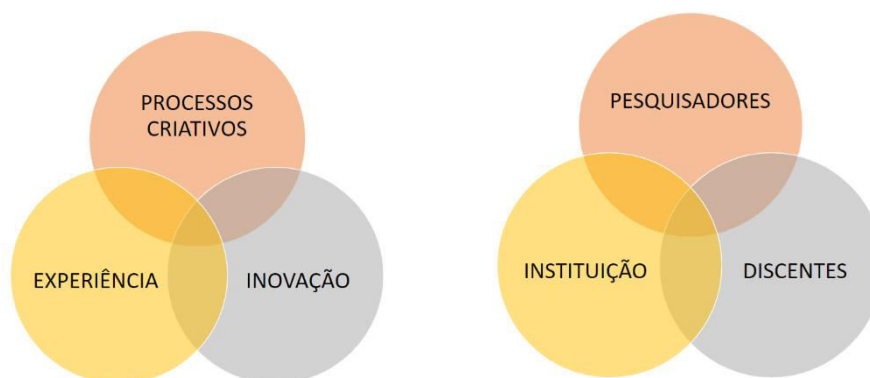 PROCESSOS
CRIATIVOS
EXPERIÊNCIA
INOVAÇÃO
PESQUISADORES
INSTITUIÇÃO
DISCENTES